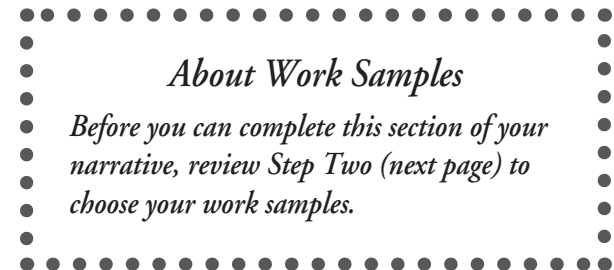 About Work Samples
Before you can complete this section of your
narrative, review Step Two (next page) to
choose your work samples.